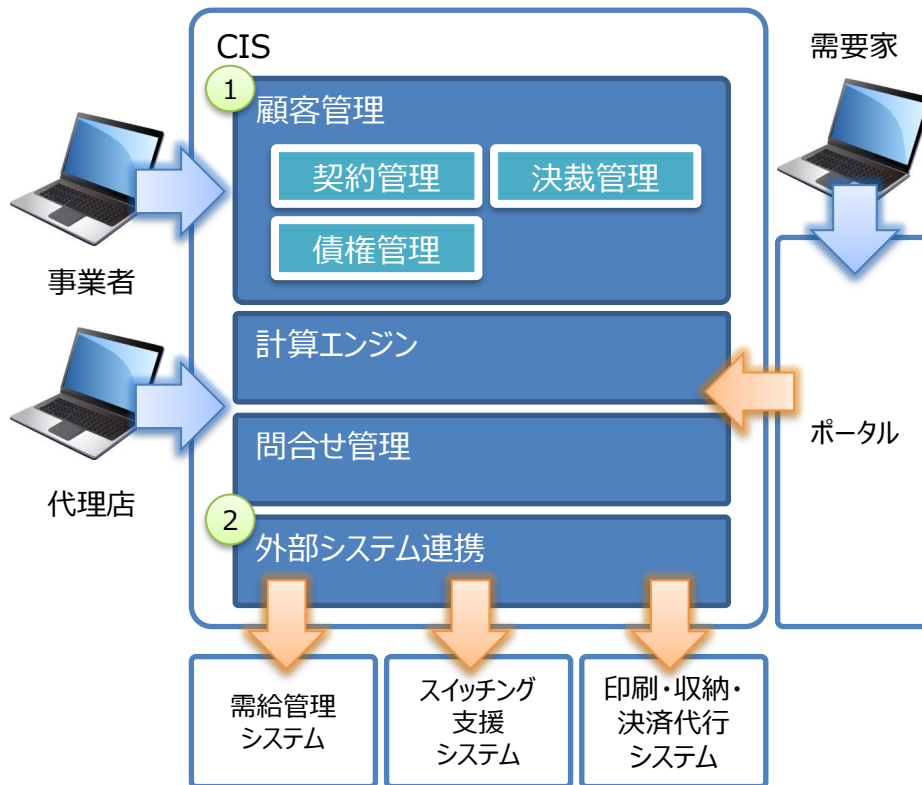 CIS
需要家
1
顧客管理
契約管理
決裁管理
債権管理
事業者
計算エンジン
ポータル
問合せ管理
代理店
2
外部システム連携
需給管理
システム
スイッチング
支援
システム
印刷・収納・
決済代行
システム